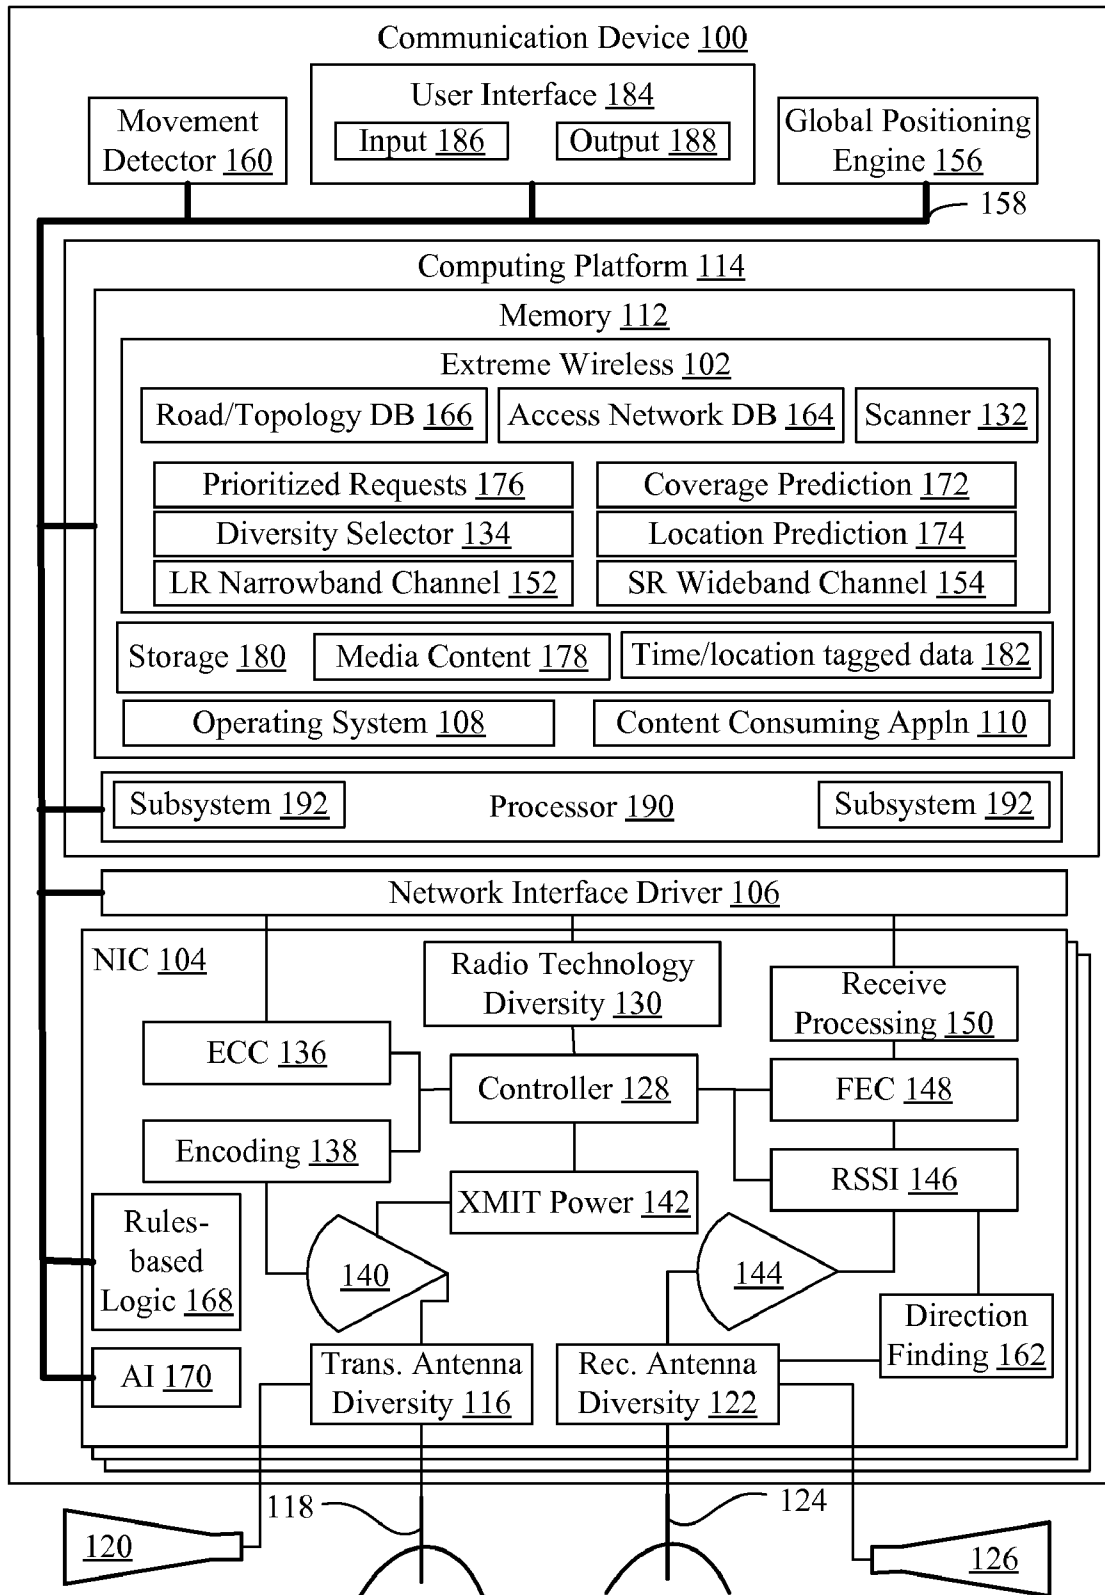 Communication Device 100
User Interface 184
Input 186
Output 188
Movement
Detector 160
Global Positioning
Engine 156
158
Computing Platform 114
Memory 112
Extreme Wireless 102
Road/Topology DB 166
Access Network DB 164
Scanner 132
Prioritized Requests 176
Coverage Prediction 172
Diversity Selector 134
Location Prediction 174
LR Narrowband Channel 152
SR Wideband Channel 154
Storage 180
Media Content 178
Time/location tagged data 182
Operating System 108
Content Consuming Appln 110
Subsystem 192
Processor 190
Subsystem 192
Network Interface Driver 106
NIC 104
Radio Technology
Diversity 130
Receive
Processing 150
ECC 136
Controller 128
FEC 148
Encoding 138
XMIT Power 142
RSSI 146
Rules-
based
Logic 168
140
144
Direction
Finding 162
AI 170
Trans. Antenna
Diversity 116
Rec. Antenna
Diversity 122
118
124
120
126